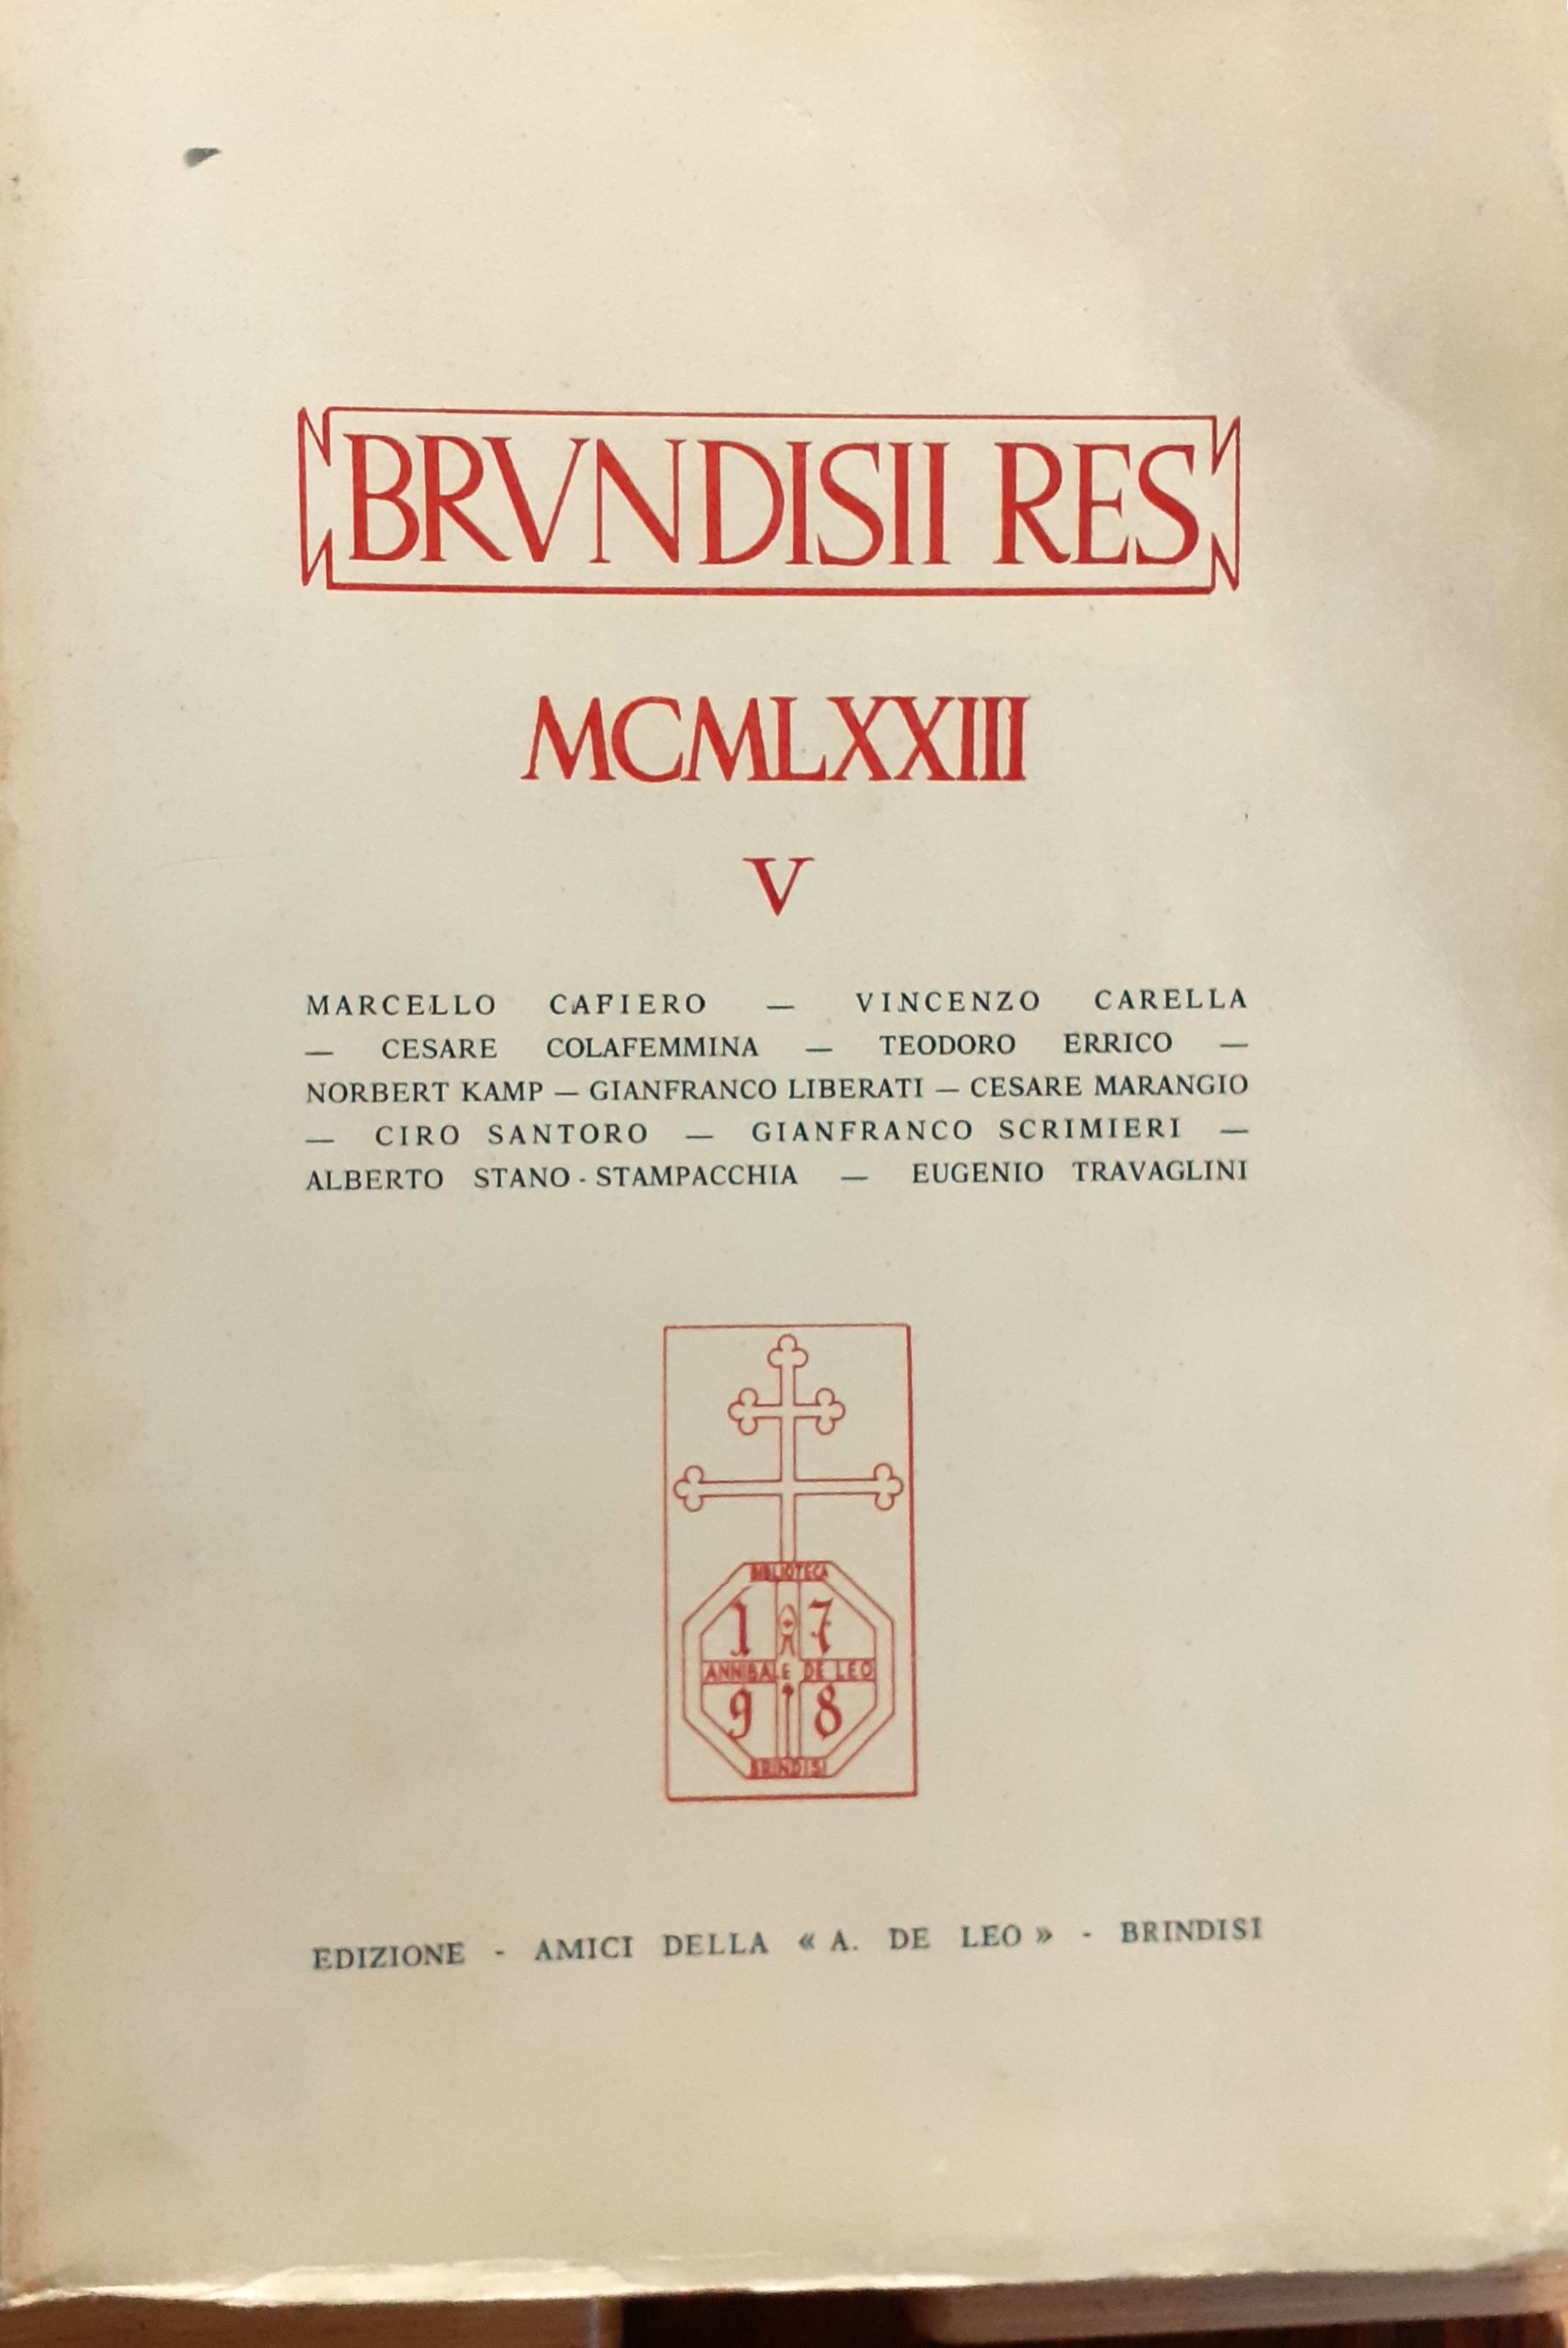 BRVNDISII RES
MCMLXXIII
V
MARCELLO CAFIERO — VINCENZO CARELLA
— CESARE COLAFEMMINA — TEODORO ERRICO —
NORBERT KAMP — GIANFRANCO LIBERATI — CESARE MARANGIO
— CIRO SANTORO — GIANFRANCO SCRIMIERI —
ALBERTO STANO - STAMPACCHIA — EUGENIO TRAVAGLINI
BIBLIOTECA
1 7
ANNIBALE DE LEO
9 8
BRINDISI
EDIZIONE - AMICI DELLA « A. DE LEO » - BRINDISI